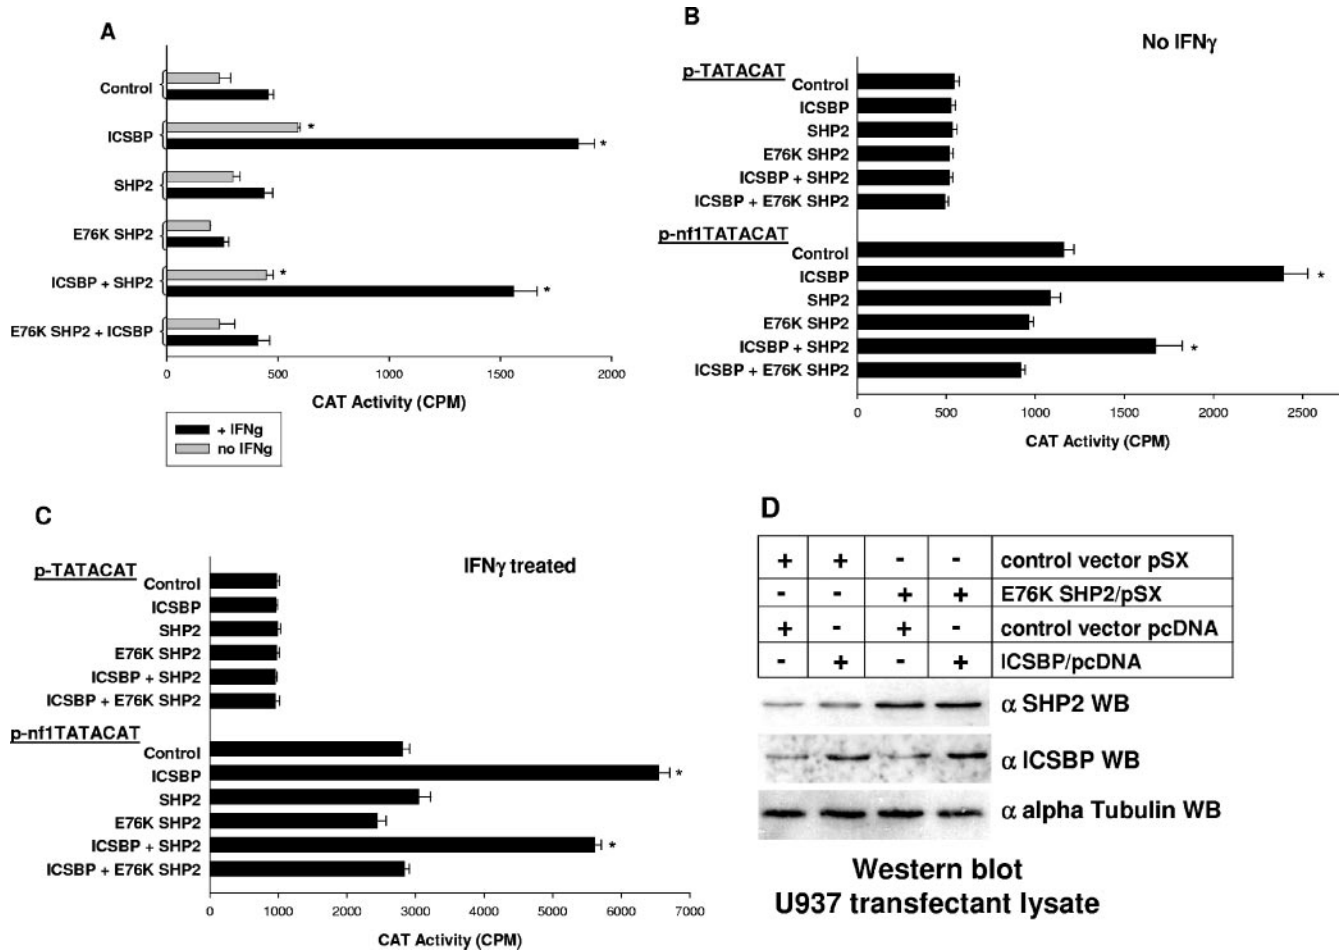 A
Control
ICSBP
*
*
SHP2
E76K SHP2
ICSBP + SHP2
*
*
E76K SHP2 + ICSBP
0 500 1000 1500 2000
CAT Activity (CPM)
+ IFNg
no IFNg
B
No IFNγ
p-TATACAT
Control
ICSBP
SHP2
E76K SHP2
ICSBP + SHP2
ICSBP + E76K SHP2
p-nf1TATACAT
Control
ICSBP
*
SHP2
E76K SHP2
ICSBP + SHP2
*
ICSBP + E76K SHP2
0 500 1000 1500 2000 2500
CAT Activity (CPM)
C
IFNγ treated
p-TATACAT
Control
ICSBP
SHP2
E76K SHP2
ICSBP + SHP2
ICSBP + E76K SHP2
p-nf1TATACAT
Control
ICSBP
*
SHP2
E76K SHP2
ICSBP + SHP2
*
ICSBP + E76K SHP2
0 1000 2000 3000 4000 5000 6000 7000
CAT Activity (CPM)
D
+ + - - control vector pSX
- - + + E76K SHP2/pSX
+ - + - control vector pcDNA
- + - + ICSBP/pcDNA
α SHP2 WB
α ICSBP WB
α alpha Tubulin WB
Western blot
U937 transfectant lysate